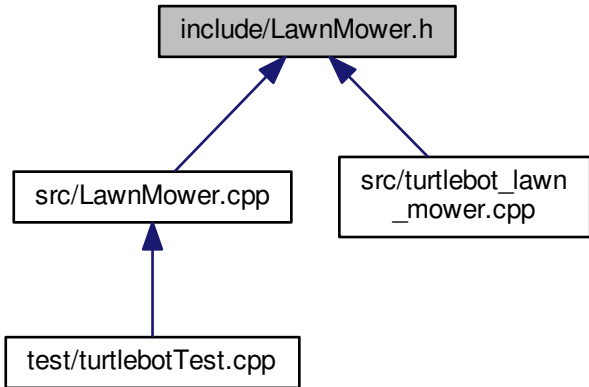 include/LawnMower.h
src/LawnMower.cpp
src/turtlebot_lawn
_mower.cpp
test/turtlebotTest.cpp